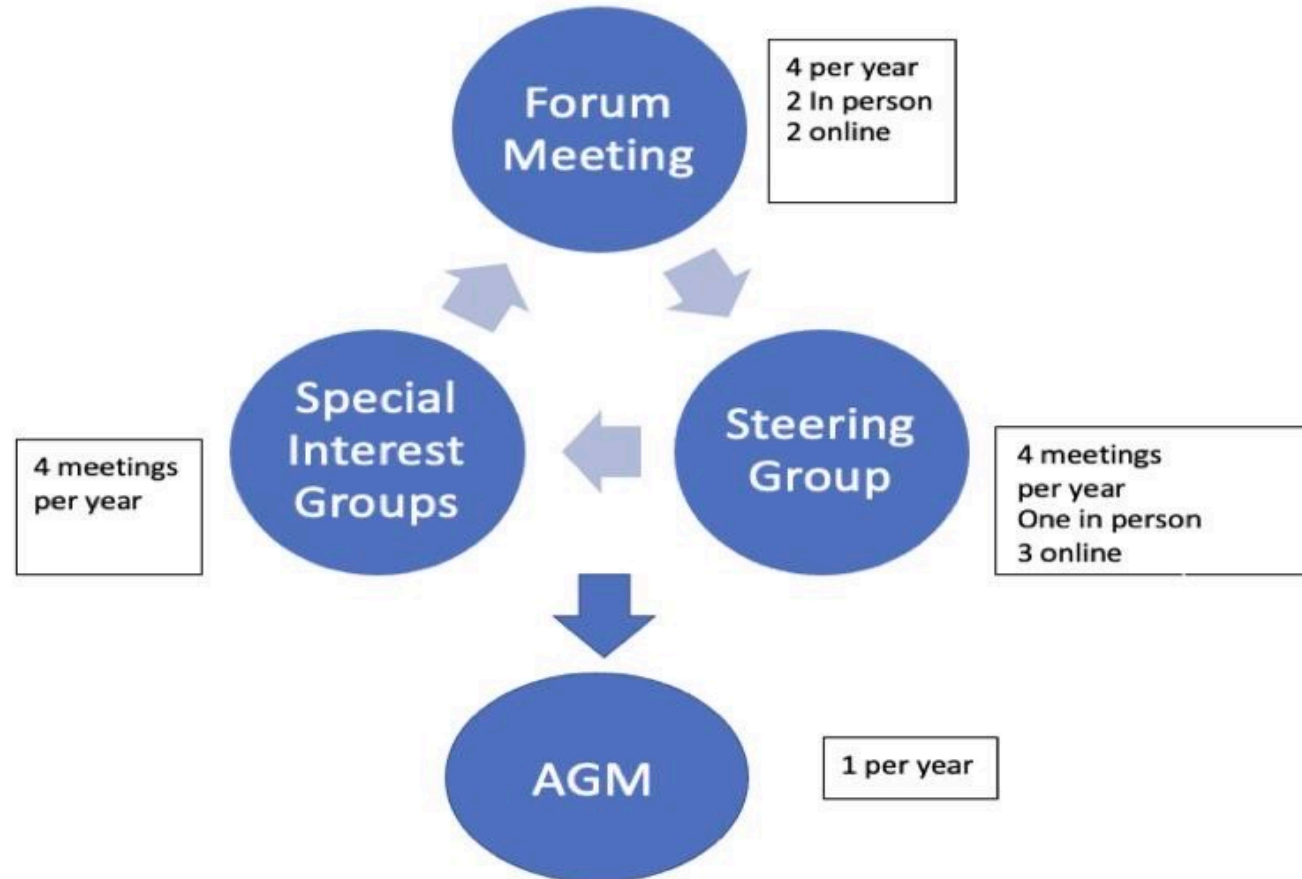 Forum
Meeting
4 per year
2 In person
2 online
Special
Interest
Groups
4 meetings
per year
Steering
Group
4 meetings
per year
One in person
3 online
AGM
1 per year